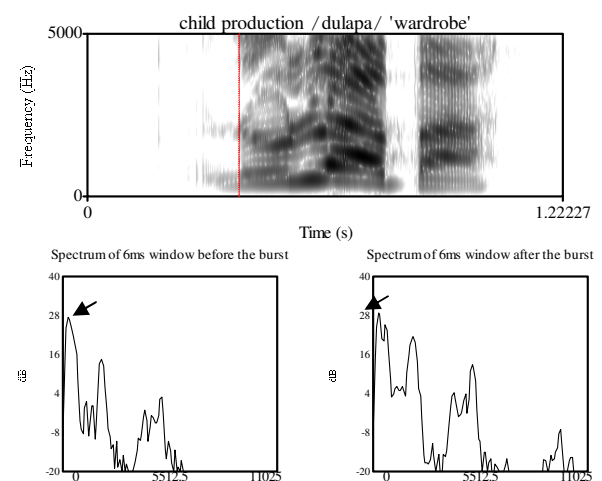 child production /dulapa/ 'wardrobe'
5000
Frequency (Hz)
0
0 1.22227
Time (s)
Spectrum of 6ms window before the burst
40
28
16
4
-8
-20
dB
0 5512.5 11025
Spectrum of 6ms window after the burst
40
28
16
4
-8
-20
dB
0 5512.5 11025